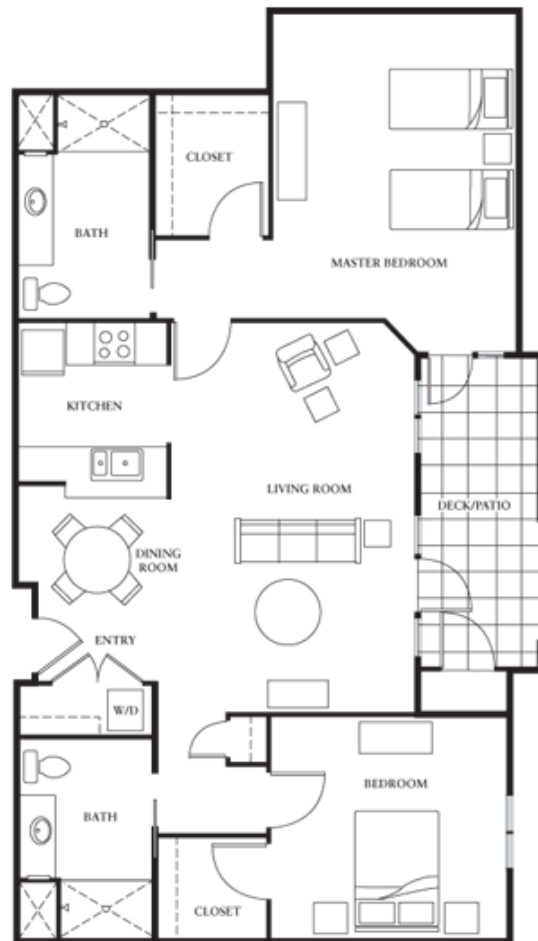 CLOSET
BATH
MASTER BEDROOM
KITCHEN
LIVING ROOM
DECK/PATIO
DINING
ROOM
ENTRY
W/D
BEDROOM
BATH
CLOSET